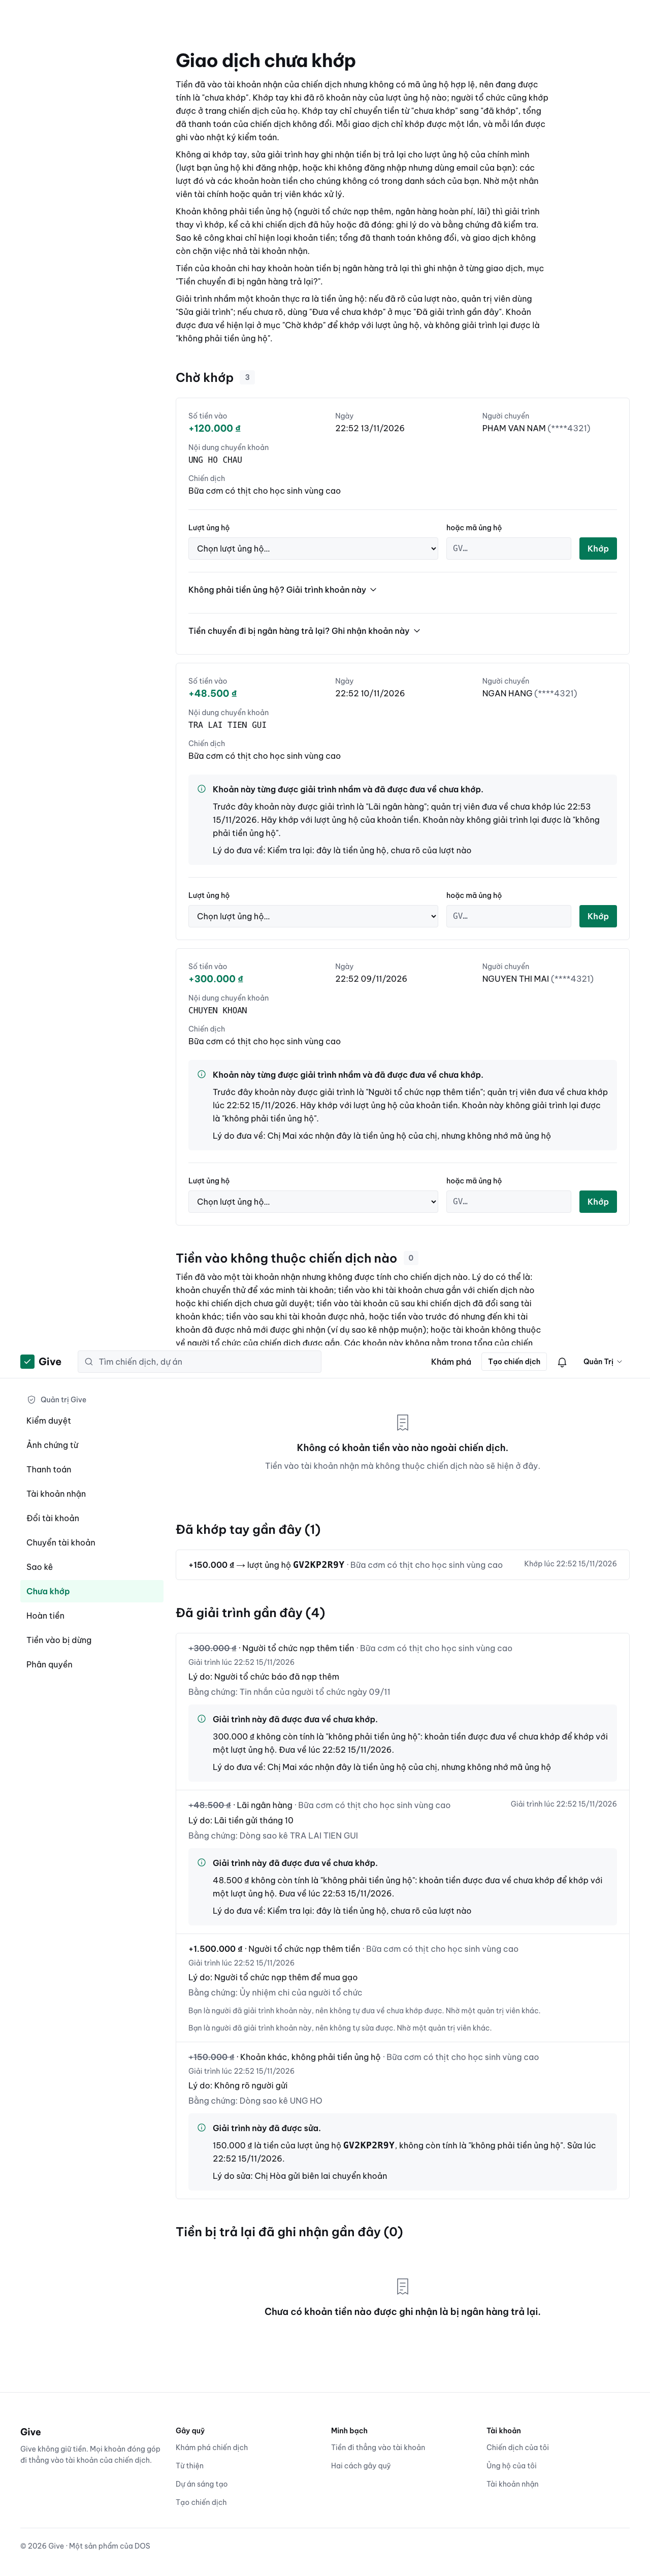 Giao dịch chưa khớp
Tiền đã vào tài khoản nhận của chiến dịch nhưng không có mã ủng hộ hợp lệ, nên đang được
tính là "chưa khớp". Khớp tay khi đã rõ khoản này của lượt ủng hộ nào; người tổ chức cũng khớp
được ở trang chiến dịch của họ. Khớp tay chỉ chuyển tiền từ "chưa khớp" sang "đã khớp", tổng
đã thanh toán của chiến dịch không đổi. Mỗi giao dịch chỉ khớp được một lần, và mỗi lần được
ghi vào nhật ký kiểm toán.
Không ai khớp tay, sửa giải trình hay ghi nhận tiền bị trả lại cho lượt ủng hộ của chính mình
(lượt bạn ủng hộ khi đăng nhập, hoặc khi không đăng nhập nhưng dùng email của bạn): các
lượt đó và các khoản hoàn tiền cho chúng không có trong danh sách của bạn. Nhờ một nhân
viên tài chính hoặc quản trị viên khác xử lý.
Khoản không phải tiền ủng hộ (người tổ chức nạp thêm, ngân hàng hoàn phí, lãi) thì giải trình
thay vì khớp, kể cả khi chiến dịch đã hủy hoặc đã đóng: ghi lý do và bằng chứng đã kiểm tra.
Sao kê công khai chỉ hiện loại khoản tiền; tổng đã thanh toán không đổi, và giao dịch không
còn chặn việc nhả tài khoản nhận.
Tiền của khoản chi hay khoản hoàn tiền bị ngân hàng trả lại thì ghi nhận ở từng giao dịch, mục
"Tiền chuyển đi bị ngân hàng trả lại?".
Giải trình nhầm một khoản thực ra là tiền ủng hộ: nếu đã rõ của lượt nào, quản trị viên dùng
"Sửa giải trình"; nếu chưa rõ, dùng "Đưa về chưa khớp" ở mục "Đã giải trình gần đây". Khoản
được đưa về hiện lại ở mục "Chờ khớp" để khớp với lượt ủng hộ, và không giải trình lại được là
"không phải tiền ủng hộ".
Chờ khớp 3
Số tiền vào
Ngày
Người chuyển
+120.000 ₫
22:52 13/11/2026
PHAM VAN NAM (****4321)
Nội dung chuyển khoản
UNG HO CHAU
Chiến dịch
Bữa cơm có thịt cho học sinh vùng cao
Lượt ủng hộ
hoặc mã ủng hộ
Chọn lượt ủng hộ…
GV…
Khớp
Không phải tiền ủng hộ? Giải trình khoản này
Tiền chuyển đi bị ngân hàng trả lại? Ghi nhận khoản này
Số tiền vào
Ngày
Người chuyển
+48.500 ₫
22:52 10/11/2026
NGAN HANG (****4321)
Nội dung chuyển khoản
TRA LAI TIEN GUI
Chiến dịch
Bữa cơm có thịt cho học sinh vùng cao
Khoản này từng được giải trình nhầm và đã được đưa về chưa khớp.
Trước đây khoản này được giải trình là "Lãi ngân hàng"; quản trị viên đưa về chưa khớp lúc 22:53
15/11/2026. Hãy khớp với lượt ủng hộ của khoản tiền. Khoản này không giải trình lại được là "không
phải tiền ủng hộ".
Lý do đưa về: Kiểm tra lại: đây là tiền ủng hộ, chưa rõ của lượt nào
Lượt ủng hộ
hoặc mã ủng hộ
Chọn lượt ủng hộ…
GV…
Khớp
Số tiền vào
Ngày
Người chuyển
+300.000 ₫
22:52 09/11/2026
NGUYEN THI MAI (****4321)
Nội dung chuyển khoản
CHUYEN KHOAN
Chiến dịch
Bữa cơm có thịt cho học sinh vùng cao
Khoản này từng được giải trình nhầm và đã được đưa về chưa khớp.
Trước đây khoản này được giải trình là "Người tổ chức nạp thêm tiền"; quản trị viên đưa về chưa khớp
lúc 22:52 15/11/2026. Hãy khớp với lượt ủng hộ của khoản tiền. Khoản này không giải trình lại được
là "không phải tiền ủng hộ".
Lý do đưa về: Chị Mai xác nhận đây là tiền ủng hộ của chị, nhưng không nhớ mã ủng hộ
Lượt ủng hộ
hoặc mã ủng hộ
Chọn lượt ủng hộ…
GV…
Khớp
Tiền vào không thuộc chiến dịch nào 0
Tiền đã vào một tài khoản nhận nhưng không được tính cho chiến dịch nào. Lý do có thể là:
khoản chuyển thử để xác minh tài khoản; tiền vào khi tài khoản chưa gắn với chiến dịch nào
hoặc khi chiến dịch chưa gửi duyệt; tiền vào tài khoản cũ sau khi chiến dịch đã đổi sang tài
khoản khác; tiền vào sau khi tài khoản đã được nhả, hoặc tiền vào trước đó nhưng đến khi tài
khoản đã được nhả mới được ghi nhận (ví dụ sao kê nhập muộn); hoặc tài khoản không thuộc
về người tổ chức của chiến dịch được gắn. Các khoản này không nằm trong tổng của chiến
Give
Tìm chiến dịch, dự án
Khám phá
Tạo chiến dịch
Quản Trị
Quản trị Give
Kiểm duyệt
Ảnh chứng từ
Thanh toán
Tài khoản nhận
Đổi tài khoản
Chuyển tài khoản
Sao kê
Chưa khớp
Hoàn tiền
Tiền vào bị dừng
Phân quyền
Không có khoản tiền vào nào ngoài chiến dịch.
Tiền vào tài khoản nhận mà không thuộc chiến dịch nào sẽ hiện ở đây.
Đã khớp tay gần đây (1)
+150.000 ₫ → lượt ủng hộ GV2KP2R9Y · Bữa cơm có thịt cho học sinh vùng cao
Khớp lúc 22:52 15/11/2026
Đã giải trình gần đây (4)
+300.000 ₫ · Người tổ chức nạp thêm tiền · Bữa cơm có thịt cho học sinh vùng cao
Giải trình lúc 22:52 15/11/2026
Lý do: Người tổ chức báo đã nạp thêm
Bằng chứng: Tin nhắn của người tổ chức ngày 09/11
Giải trình này đã được đưa về chưa khớp.
300.000 ₫ không còn tính là "không phải tiền ủng hộ": khoản tiền được đưa về chưa khớp để khớp với
một lượt ủng hộ. Đưa về lúc 22:52 15/11/2026.
Lý do đưa về: Chị Mai xác nhận đây là tiền ủng hộ của chị, nhưng không nhớ mã ủng hộ
+48.500 ₫ · Lãi ngân hàng · Bữa cơm có thịt cho học sinh vùng cao
Giải trình lúc 22:52 15/11/2026
Lý do: Lãi tiền gửi tháng 10
Bằng chứng: Dòng sao kê TRA LAI TIEN GUI
Giải trình này đã được đưa về chưa khớp.
48.500 ₫ không còn tính là "không phải tiền ủng hộ": khoản tiền được đưa về chưa khớp để khớp với
một lượt ủng hộ. Đưa về lúc 22:53 15/11/2026.
Lý do đưa về: Kiểm tra lại: đây là tiền ủng hộ, chưa rõ của lượt nào
+1.500.000 ₫ · Người tổ chức nạp thêm tiền · Bữa cơm có thịt cho học sinh vùng cao
Giải trình lúc 22:52 15/11/2026
Lý do: Người tổ chức nạp thêm để mua gạo
Bằng chứng: Ủy nhiệm chi của người tổ chức
Bạn là người đã giải trình khoản này, nên không tự đưa về chưa khớp được. Nhờ một quản trị viên khác.
Bạn là người đã giải trình khoản này, nên không tự sửa được. Nhờ một quản trị viên khác.
+150.000 ₫ · Khoản khác, không phải tiền ủng hộ · Bữa cơm có thịt cho học sinh vùng cao
Giải trình lúc 22:52 15/11/2026
Lý do: Không rõ người gửi
Bằng chứng: Dòng sao kê UNG HO
Giải trình này đã được sửa.
150.000 ₫ là tiền của lượt ủng hộ GV2KP2R9Y, không còn tính là "không phải tiền ủng hộ". Sửa lúc
22:52 15/11/2026.
Lý do sửa: Chị Hòa gửi biên lai chuyển khoản
Tiền bị trả lại đã ghi nhận gần đây (0)
Chưa có khoản tiền nào được ghi nhận là bị ngân hàng trả lại.
Give
Give không giữ tiền. Mọi khoản đóng góp
đi thẳng vào tài khoản của chiến dịch.
Gây quỹ
Khám phá chiến dịch
Từ thiện
Dự án sáng tạo
Tạo chiến dịch
Minh bạch
Tiền đi thẳng vào tài khoản
Hai cách gây quỹ
Tài khoản
Chiến dịch của tôi
Ủng hộ của tôi
Tài khoản nhận
© 2026 Give · Một sản phẩm của DOS